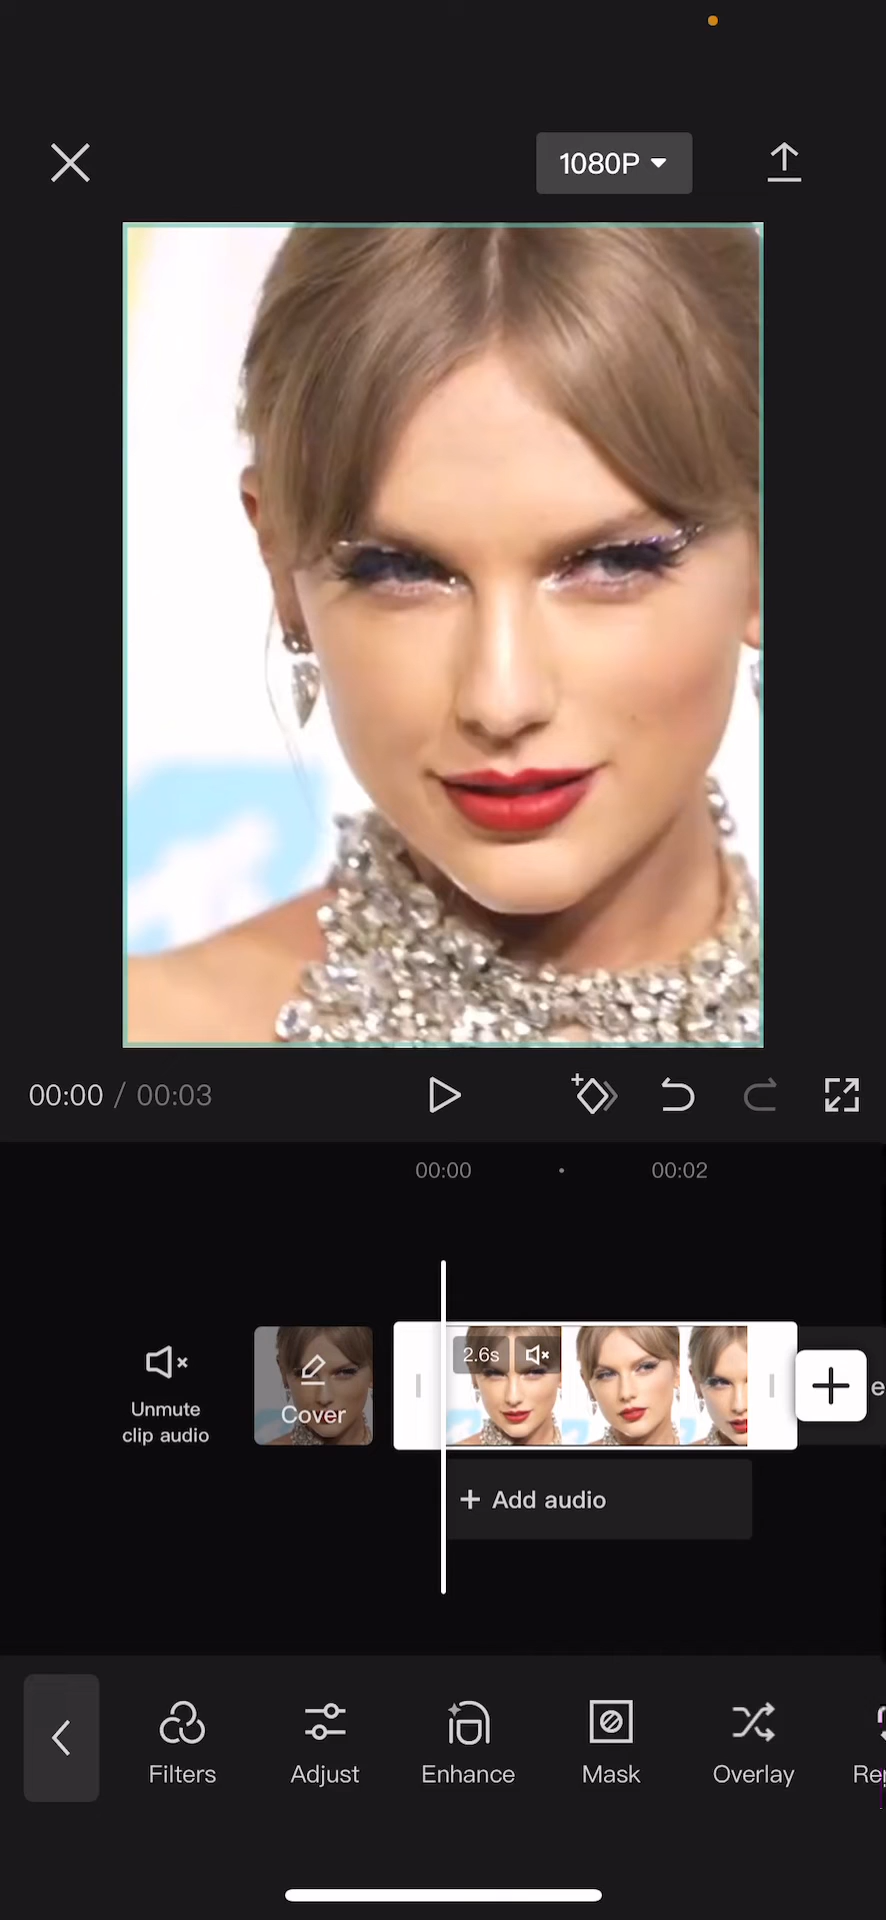 1080P
00:00 / 00:03
00:00
00:02
2.6s
Unmute
clip audio
Cover
+ Add audio
Filters
Adjust
Enhance
Mask
Overlay